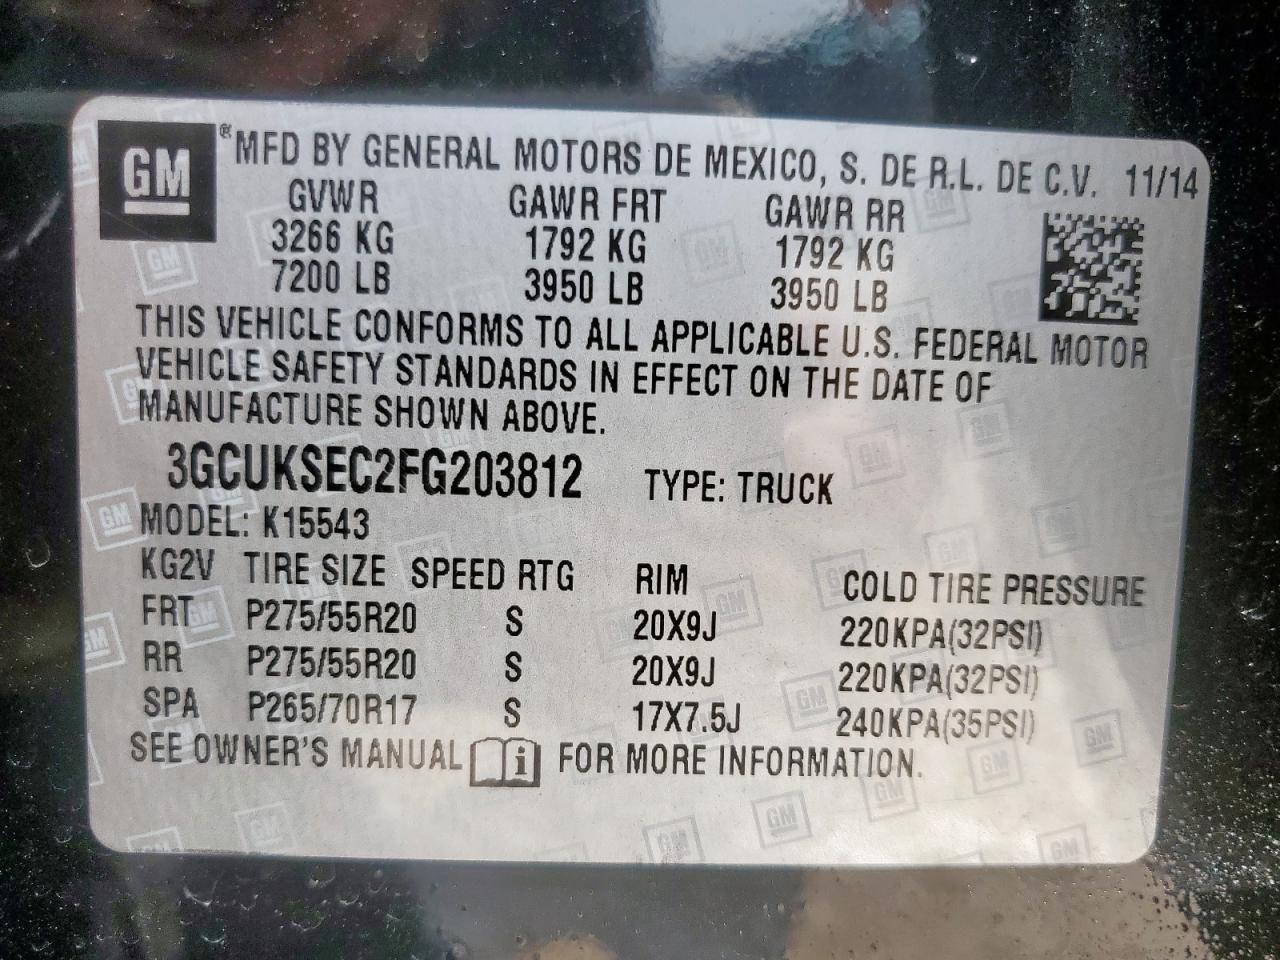 GM ® MFD BY GENERAL MOTORS DE MEXICO, S. DE R.L. DE C.V. 11/14
GVWR GAWR FRT GAWR RR
3266 KG 1792 KG 1792 KG
7200 LB 3950 LB 3950 LB
THIS VEHICLE CONFORMS TO ALL APPLICABLE U.S. FEDERAL MOTOR
VEHICLE SAFETY STANDARDS IN EFFECT ON THE DATE OF
MANUFACTURE SHOWN ABOVE.
3GCUKSEC2FG203812 TYPE: TRUCK
MODEL: K15543
KG2V TIRE SIZE SPEED RTG RIM COLD TIRE PRESSURE
FRT P275/55R20 S 20X9J 220KPA(32PSI)
RR P275/55R20 S 20X9J 220KPA(32PSI)
SPA P265/70R17 S 17X7.5J 240KPA(35PSI)
SEE OWNER'S MANUAL i FOR MORE INFORMATION.